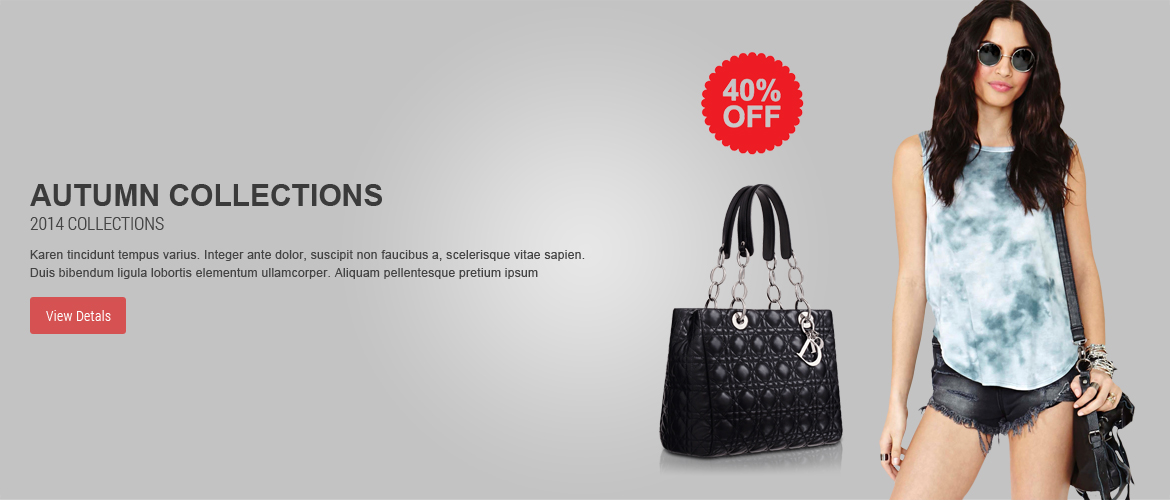 40%
OFF
AUTUMN COLLECTIONS
2014 COLLECTIONS
Karen tincidunt tempus varius. Integer ante dolor, suscipit non faucibus a, scelerisque vitae sapien.
Duis bibendum ligula lobortis elementum ullamcorper. Aliquam pellentesque pretium ipsum
View Detals